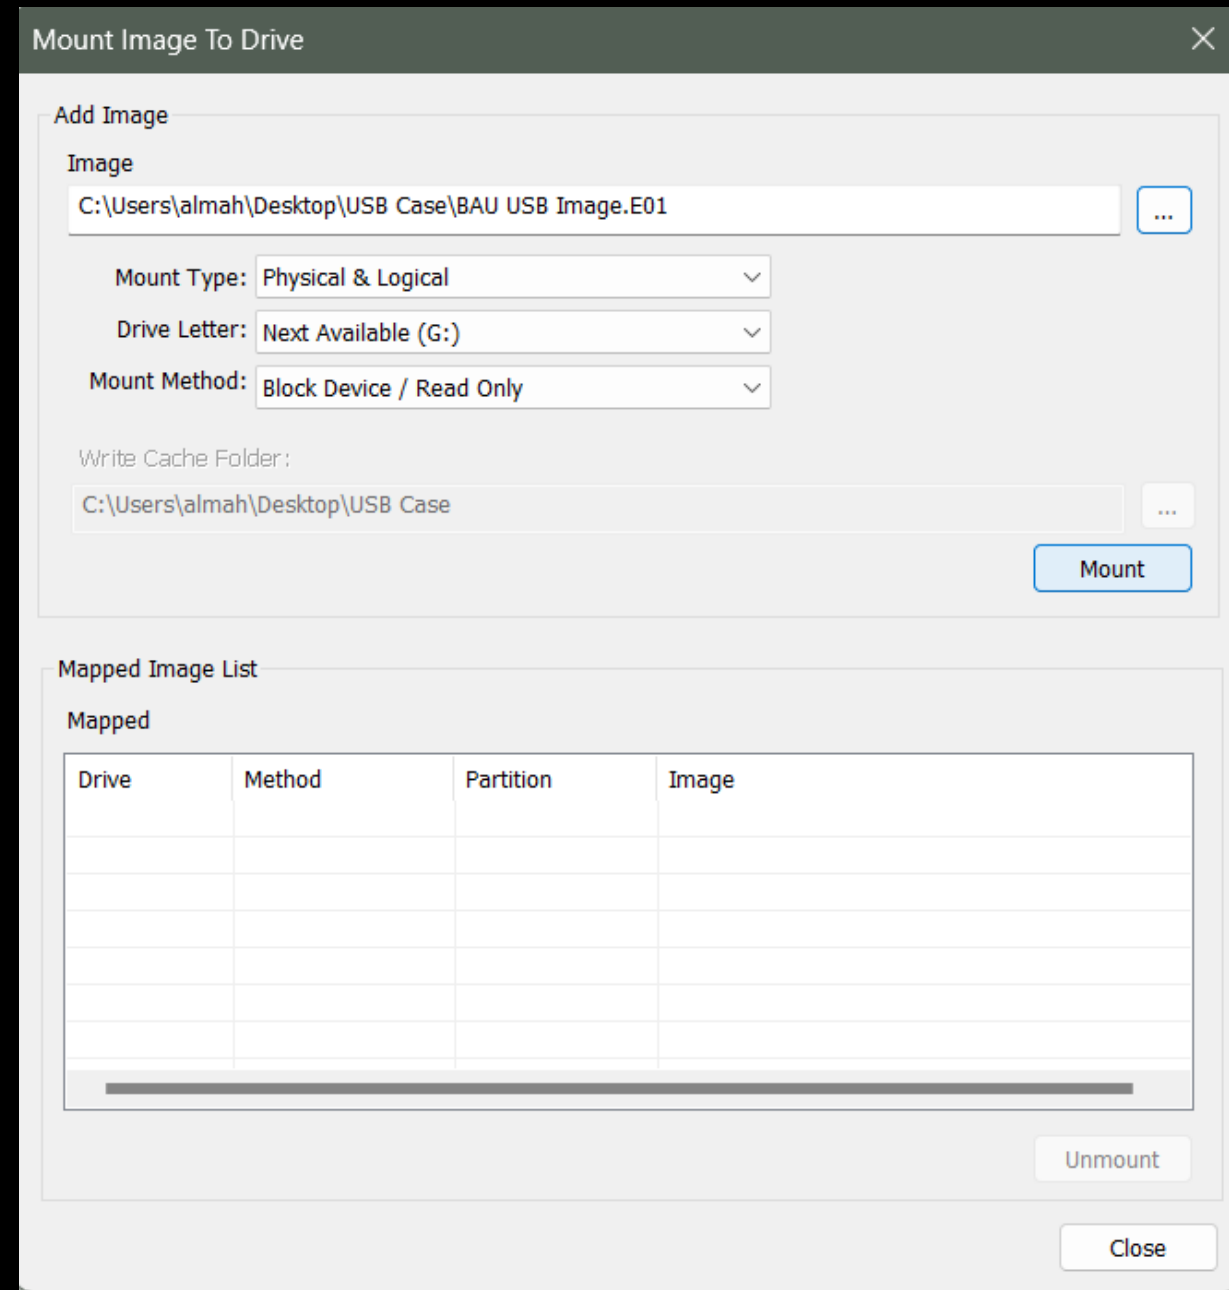 Mount Image To Drive
Add Image
Image
C:\Users\almah\Desktop\USB Case\BAU USB Image.E01
...
Mount Type: Physical & Logical
Drive Letter: Next Available (G:)
Mount Method: Block Device / Read Only
Write Cache Folder:
C:\Users\almah\Desktop\USB Case
...
Mount
Mapped Image List
Mapped
Drive Method Partition Image
Unmount
Close